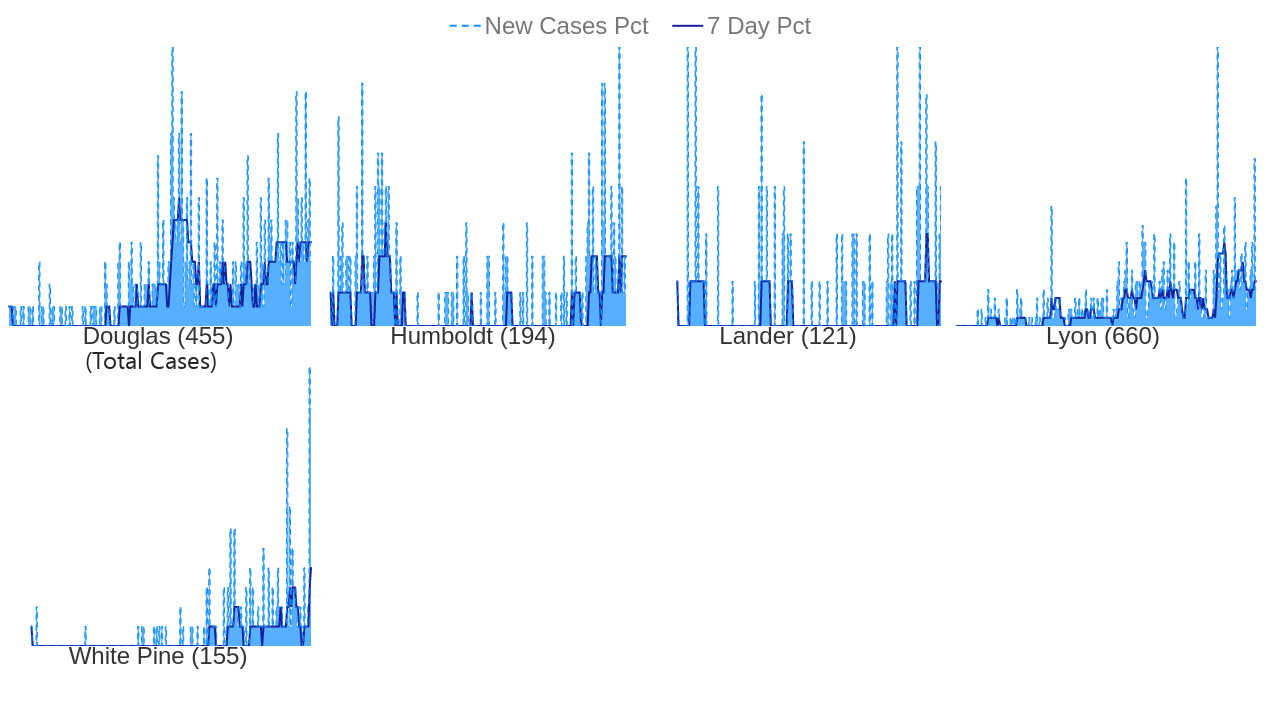 New Cases Pct 7 Day Pct
Douglas (455) Humboldt (194) Lander (121) Lyon (660)
(Total Cases)
White Pine (155)